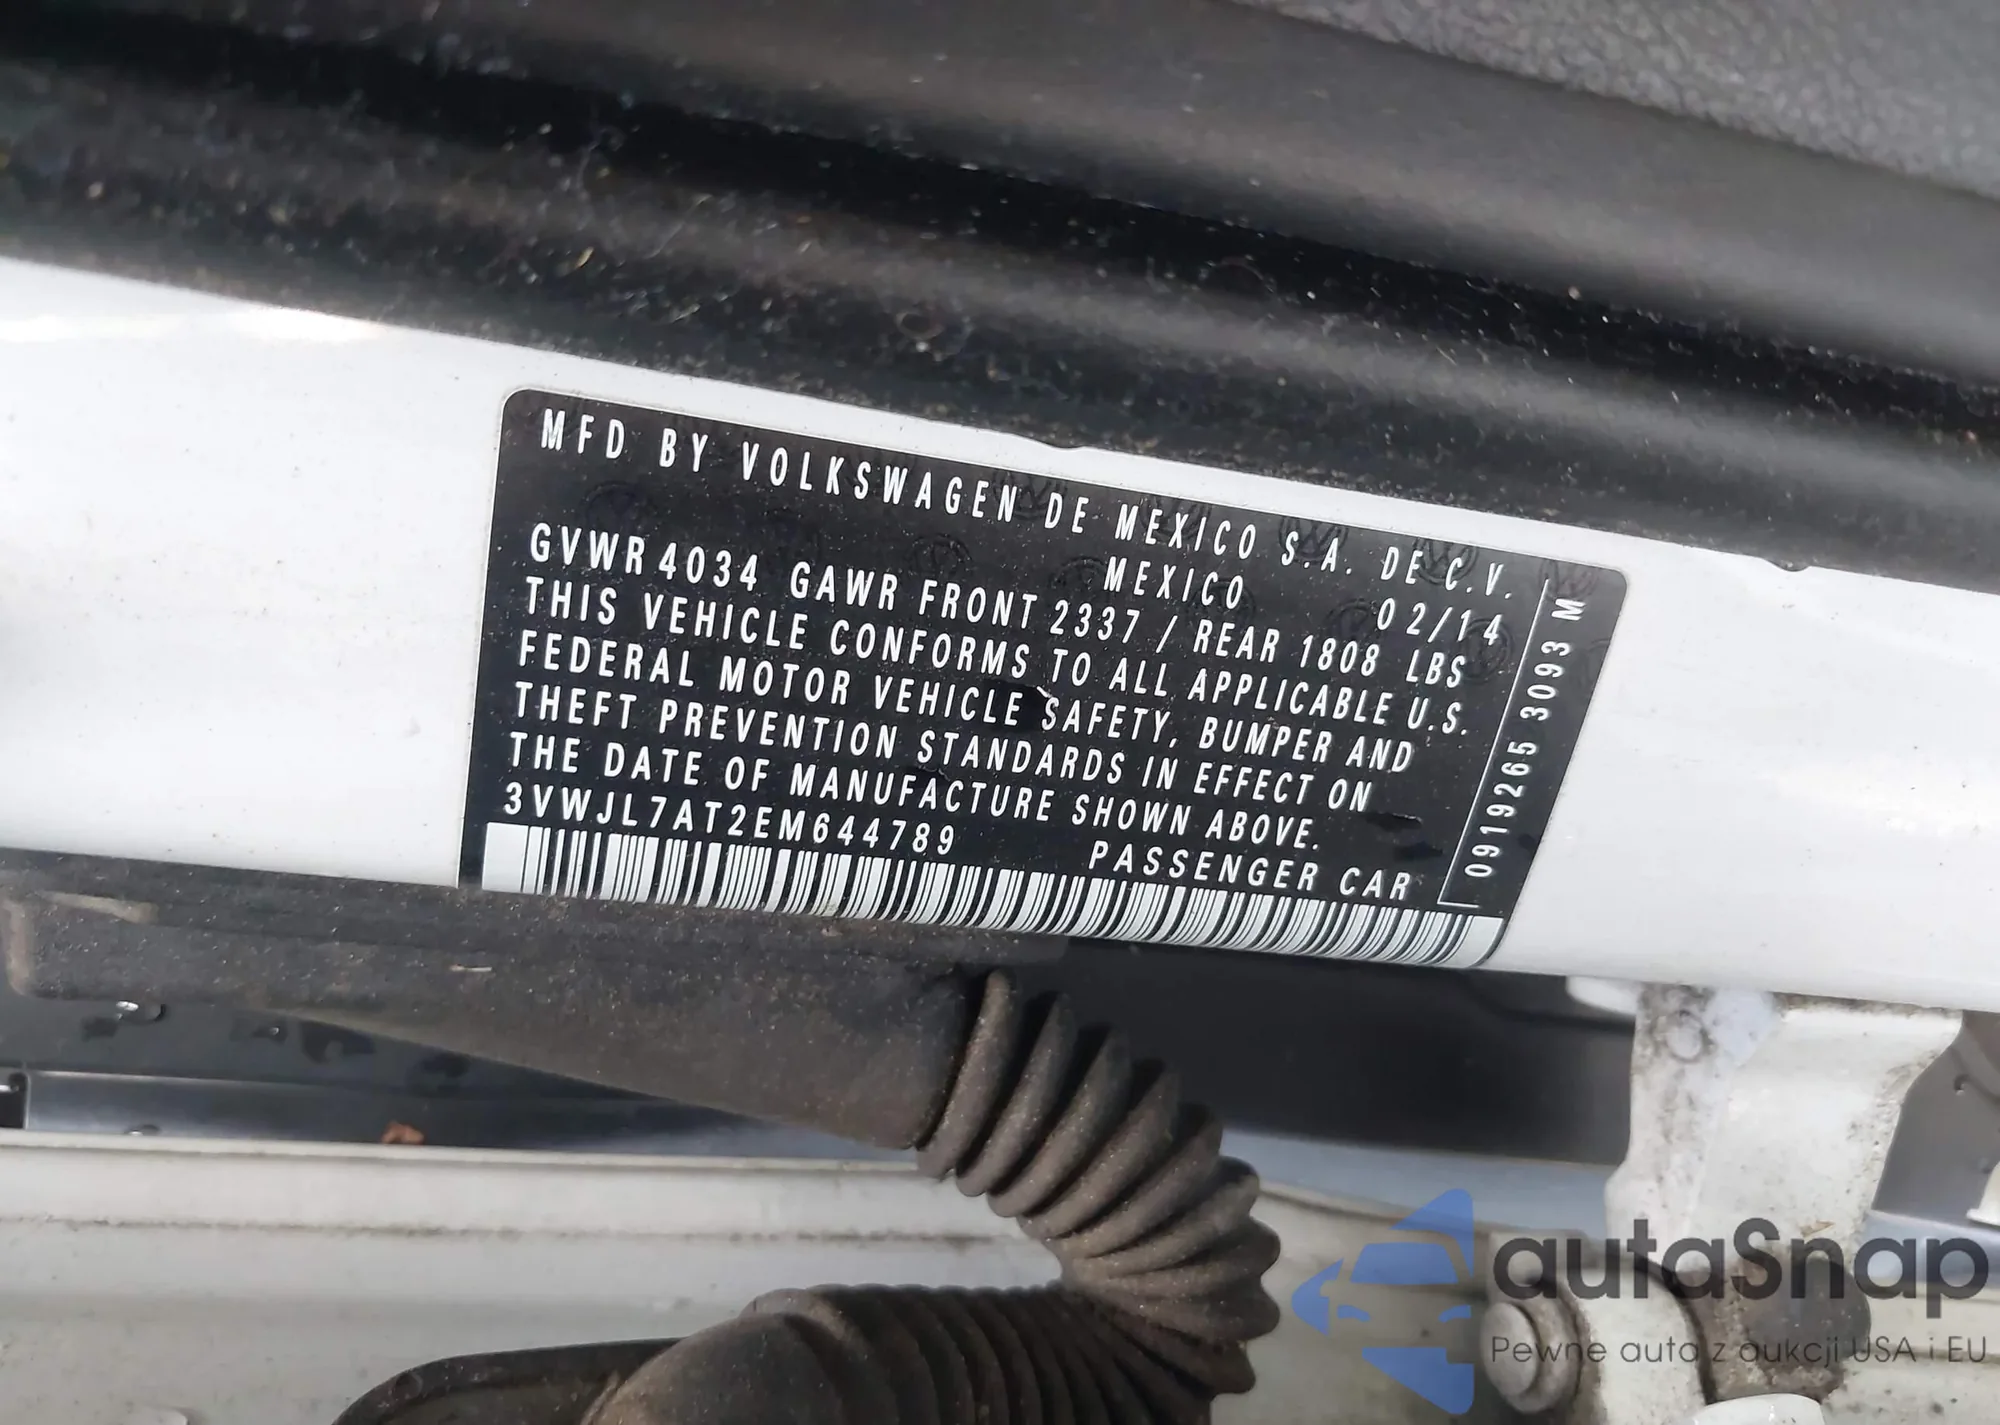 MFD BY VOLKSWAGEN DE MEXICO S.A. DE C.V.
MEXICO 02/14
GVWR 4034 GAWR FRONT 2337 / REAR 1808 LBS
THIS VEHICLE CONFORMS TO ALL APPLICABLE U.S.
FEDERAL MOTOR VEHICLE SAFETY, BUMPER AND
THEFT PREVENTION STANDARDS IN EFFECT ON
THE DATE OF MANUFACTURE SHOWN ABOVE.
3VWJL7AT2EM644789 PASSENGER CAR
0919265 3093 M
autaSnap
Pewne auta z aukcji USA i EU